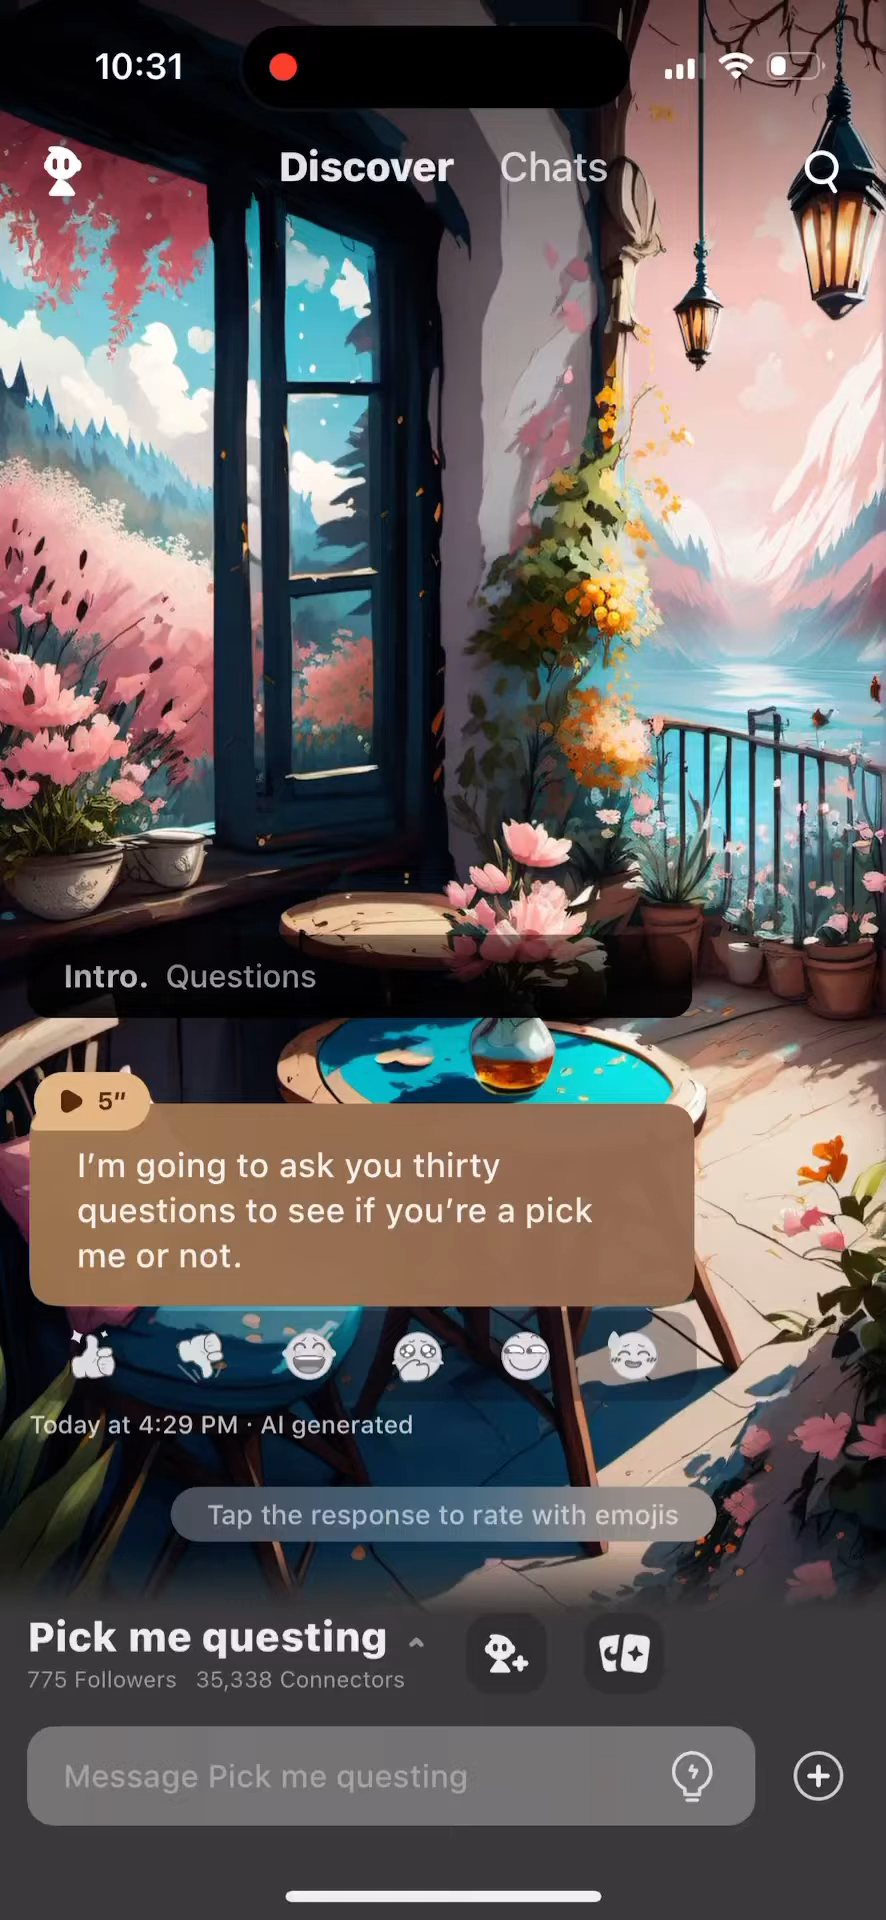 10:31
Discover Chats
Intro. Questions
5"
I'm going to ask you thirty
questions to see if you're a pick
me or not.
Today at 4:29 PM · AI generated
Tap the response to rate with emojis
Pick me questing
775 Followers 35,338 Connectors
Message Pick me questing